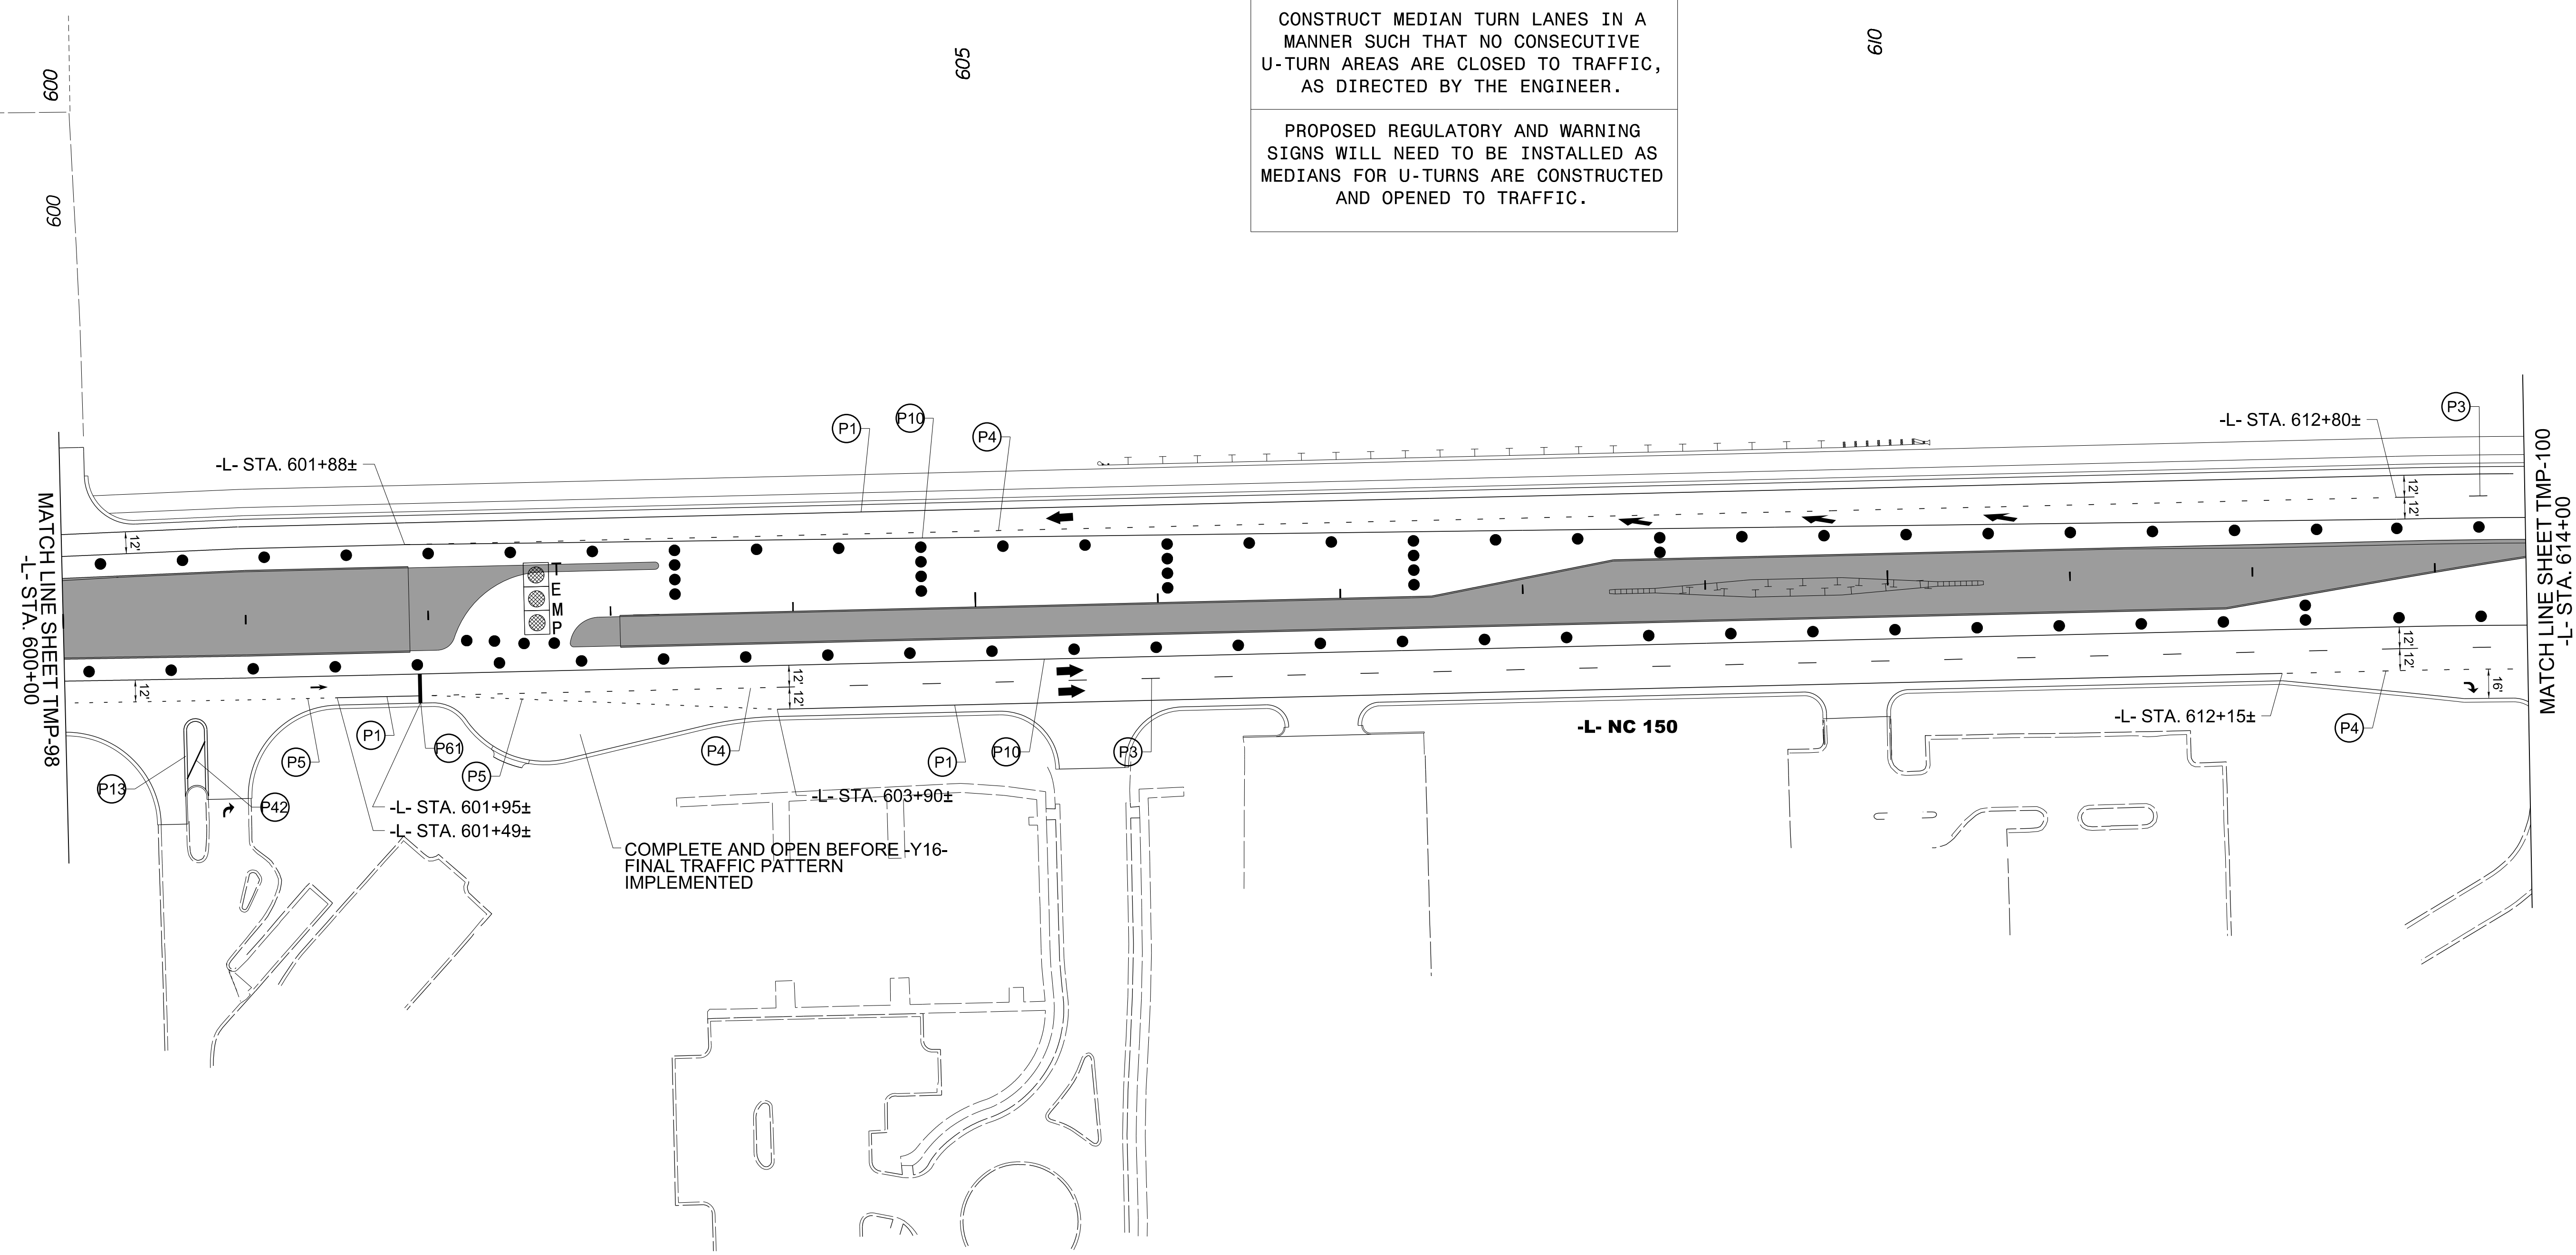 CONSTRUCT MEDIAN TURN LANES IN A
MANNER SUCH THAT NO CONSECUTIVE
U-TURN AREAS ARE CLOSED TO TRAFFIC,
AS DIRECTED BY THE ENGINEER.
PROPOSED REGULATORY AND WARNING
SIGNS WILL NEED TO BE INSTALLED AS
MEDIANS FOR U-TURNS ARE CONSTRUCTED
AND OPENED TO TRAFFIC.
600
600
605
610
MATCH LINE SHEET TMP-98
-L- STA. 600+00
-L- STA. 601+88±
P1
P10
P4
-L- STA. 612+80±
P3
MATCH LINE SHEET TMP-100
-L- STA. 614+00
12'
12'
12'
TEMP
12'
12'
12'
12'
12'
16'
P13
P42
P5
P1
P61
P5
P4
P1
P10
P3
-L- NC 150
-L- STA. 612+15±
P4
-L- STA. 601+95±
-L- STA. 601+49±
-L- STA. 603+90±
COMPLETE AND OPEN BEFORE -Y16-
FINAL TRAFFIC PATTERN
IMPLEMENTED